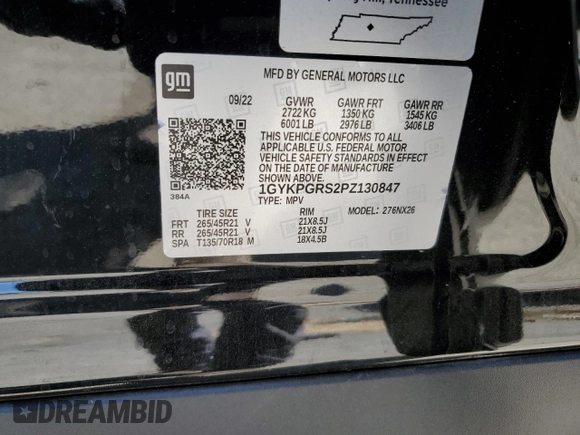 Tennessee
gm
MFD BY GENERAL MOTORS LLC
09/22 GVWR GAWR FRT GAWR RR
2722 KG 1350 KG 1545 KG
6001 LB 2976 LB 3406 LB
THIS VEHICLE CONFORMS TO ALL
APPLICABLE U.S. FEDERAL MOTOR
VEHICLE SAFETY STANDARDS IN EFFECT
ON THE DATE OF MANUFACTURE
SHOWN ABOVE.
384A
1GYKPGRS2PZ130847
TYPE: MPV
MODEL: 276NX26
TIRE SIZE RIM
FRT 265/45R21 V 21X8.5J
RR 265/45R21 V 21X8.5J
SPA T135/70R18 M 18X4.5B
DREAMBID